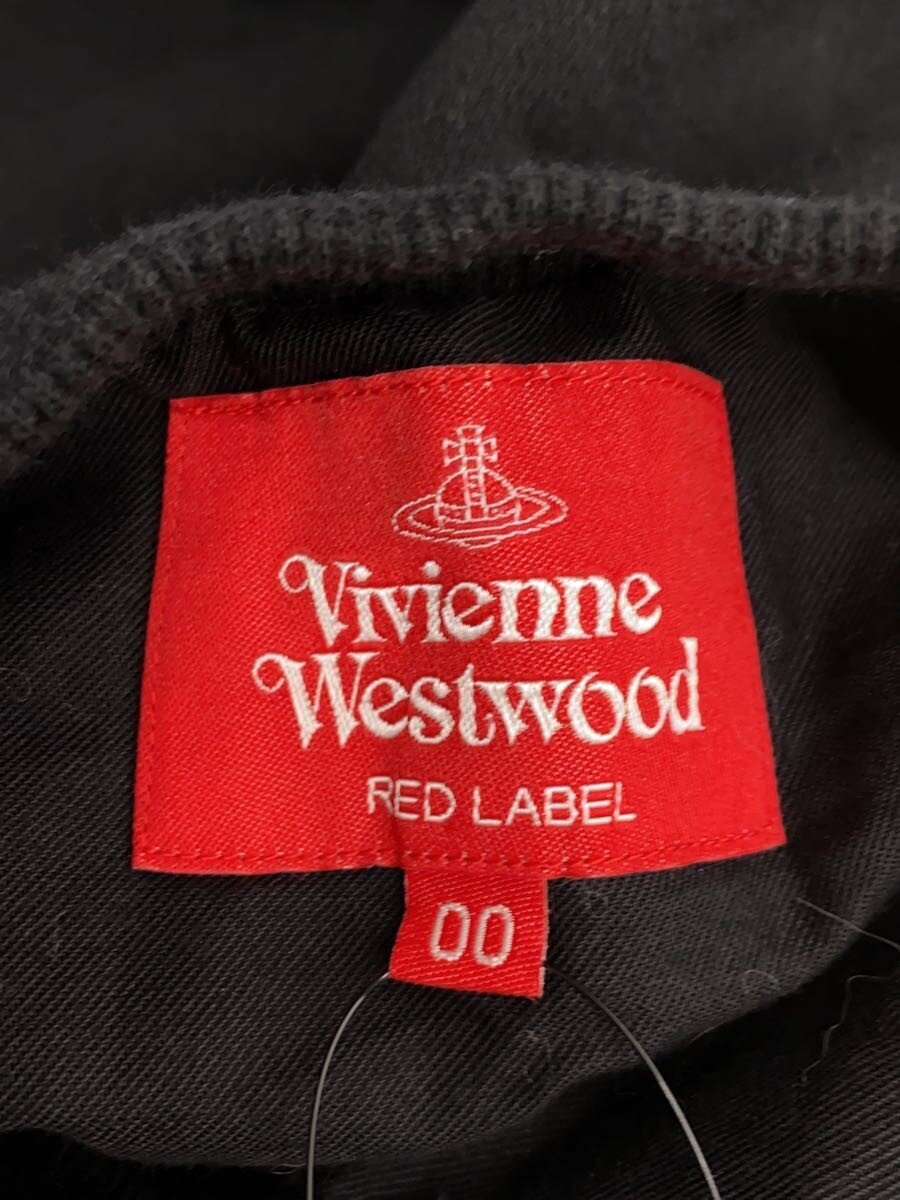 Vivienne
Westwood
RED LABEL
00